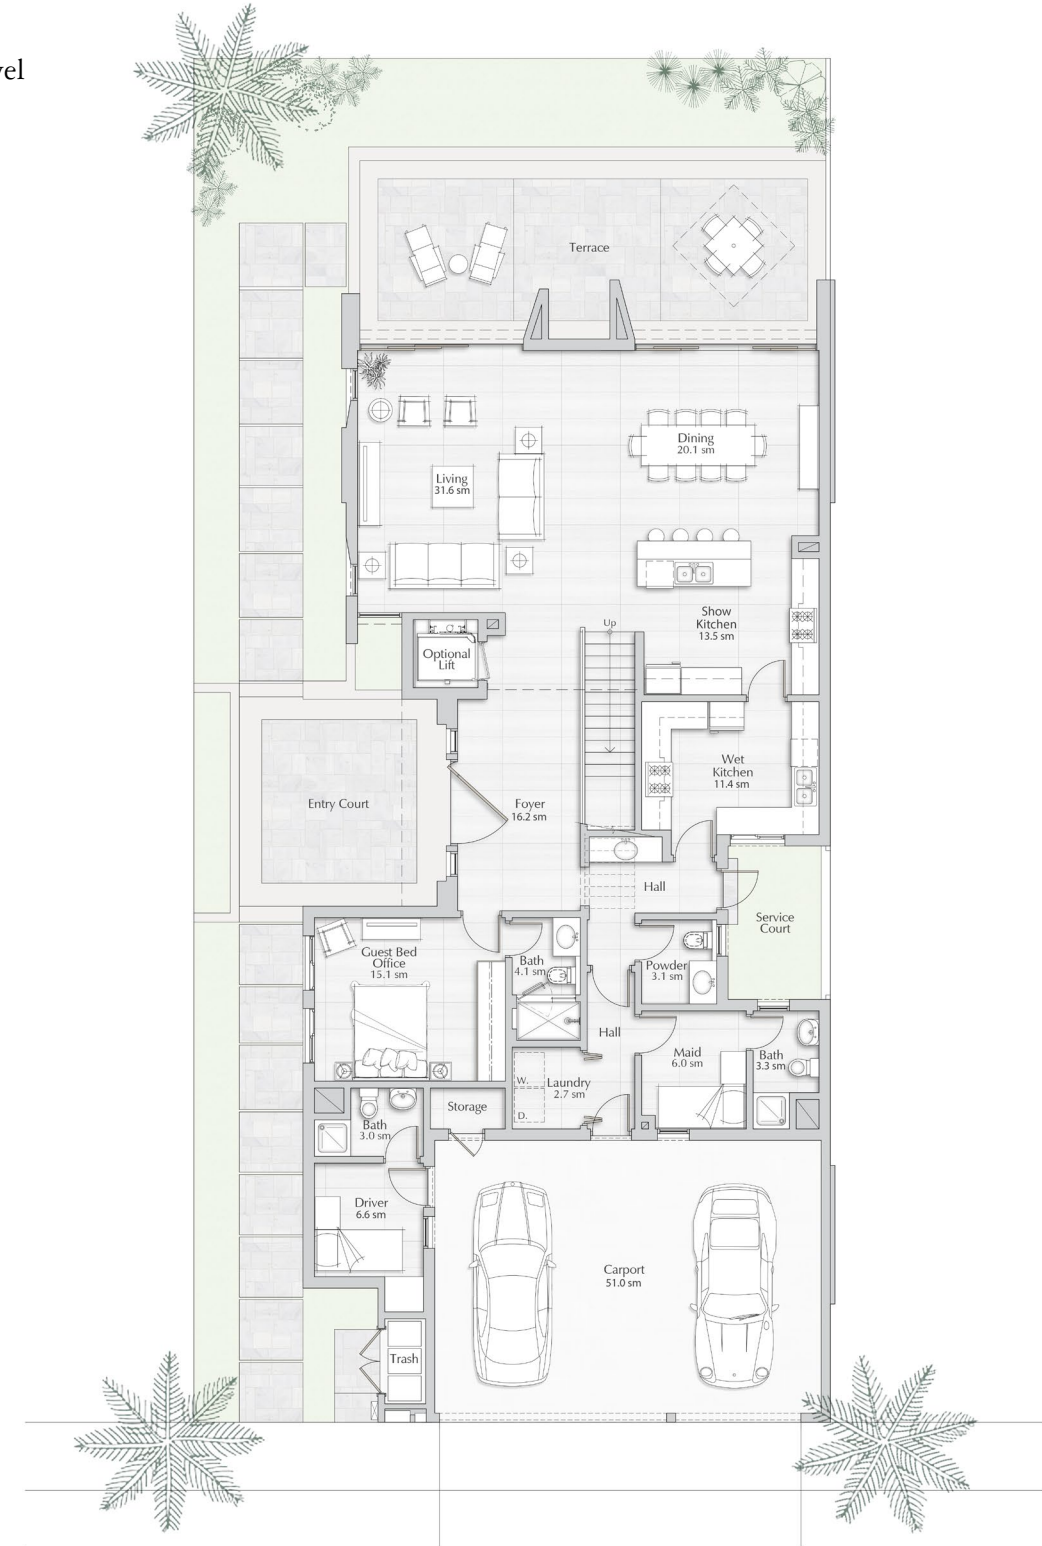 vel
Terrace
Dining
20.1 sm
Living
31.6 sm
Show
Kitchen
13.5 sm
Up
Optional
Lift
Wet
Kitchen
11.4 sm
Entry Court
Foyer
16.2 sm
Hall
Service
Court
Guest Bed
Office
15.1 sm
Bath
4.1 sm
Powder
3.1 sm
Hall
Maid
6.0 sm
Bath
3.3 sm
W.
Laundry
2.7 sm
D.
Storage
Bath
3.0 sm
Driver
6.6 sm
Carport
51.0 sm
Trash